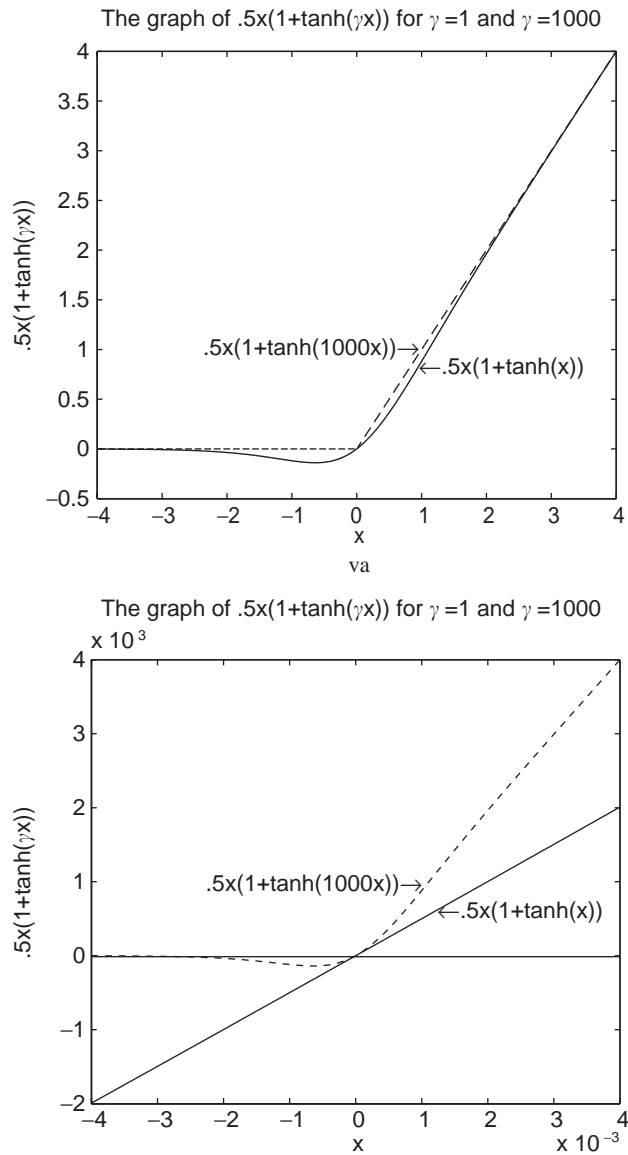 The graph of .5x(1+tanh(γx)) for γ =1 and γ =1000
4
3.5
3
2.5
2
1.5
1
0.5
0
−0.5
.5x(1+tanh(γx))
.5x(1+tanh(1000x))→
←.5x(1+tanh(x))
−4 −3 −2 −1 0 1 2 3 4
x
va
The graph of .5x(1+tanh(γx)) for γ =1 and γ =1000
x 10 ³
4
3
2
1
0
−1
−2
.5x(1+tanh(γx))
.5x(1+tanh(1000x))→
←.5x(1+tanh(x))
−4 −3 −2 −1 0 1 2 3 4
x x 10 ⁻³